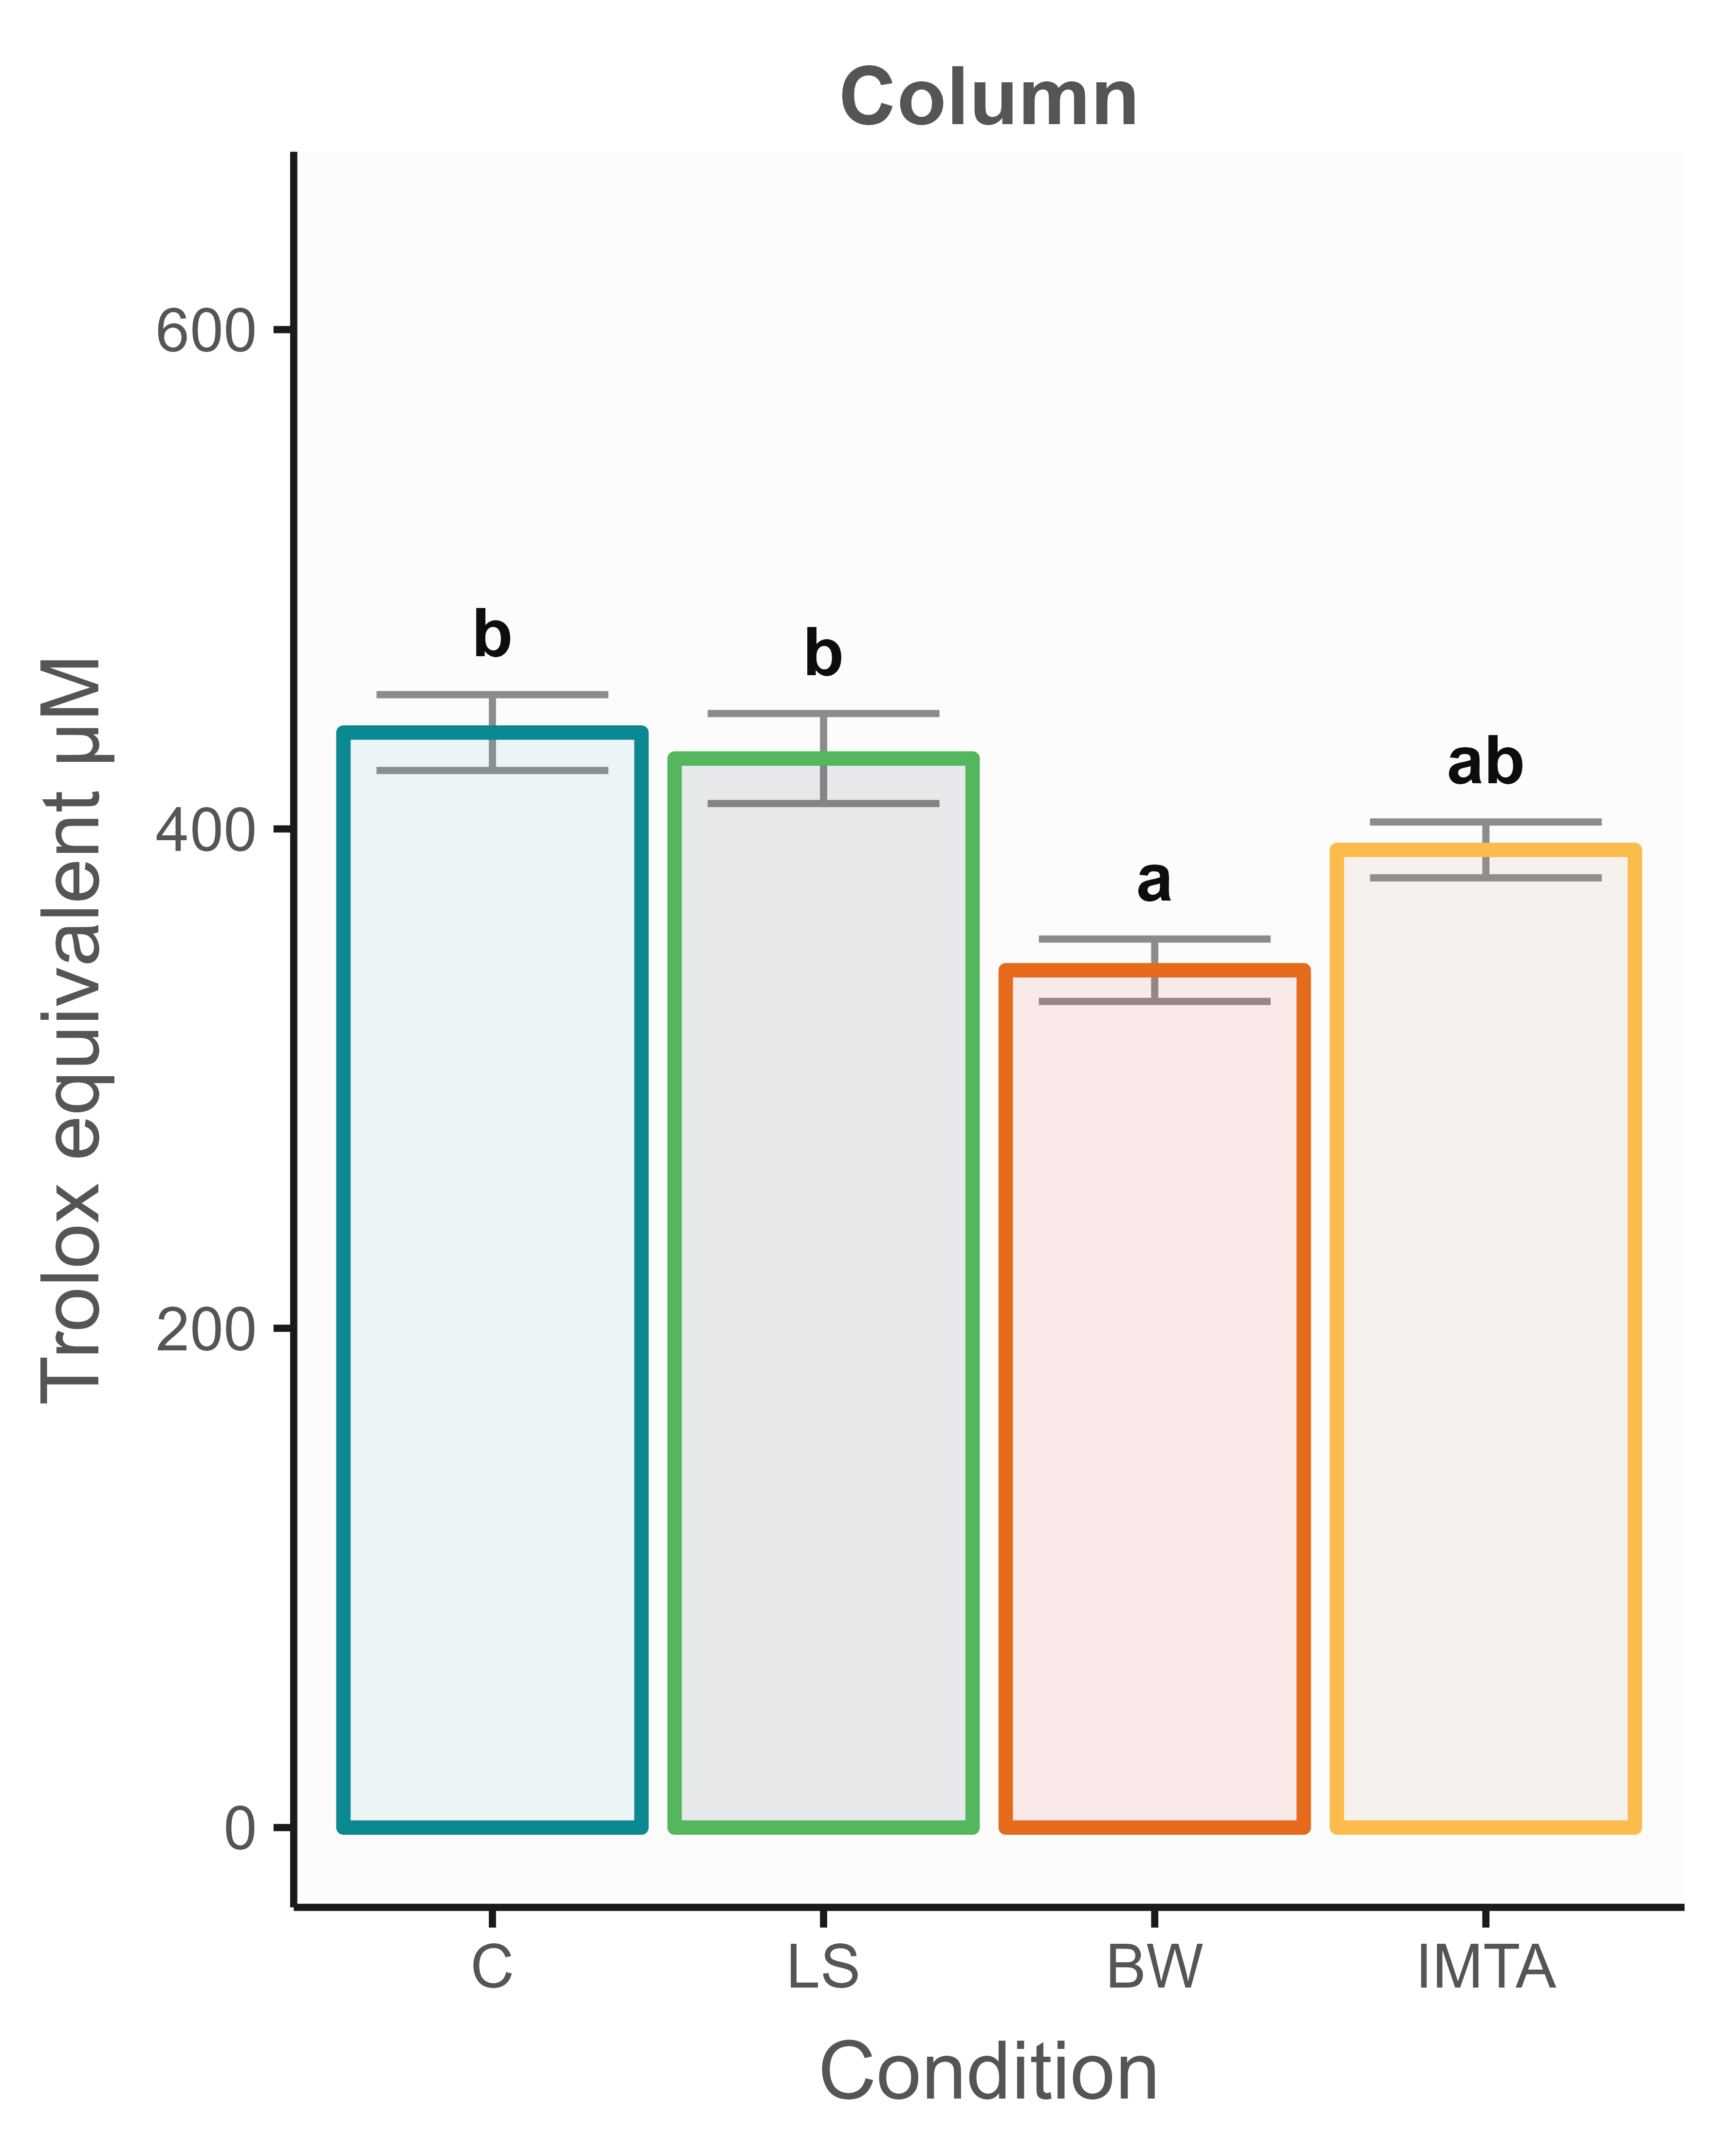 Column
Trolox equivalent µM
600
400
200
0
b
b
a
ab
C
LS
BW
IMTA
Condition